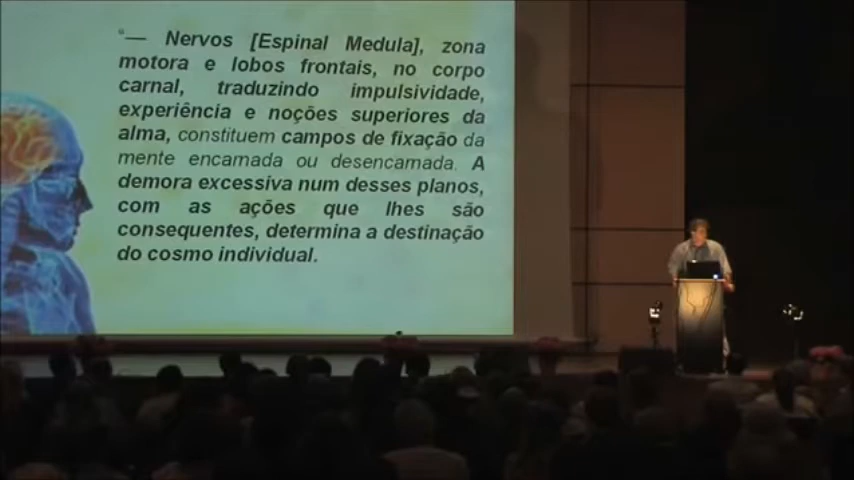 “— Nervos [Espinal Medula], zona
motora e lobos frontais, no corpo
carnal, traduzindo impulsividade,
experiência e noções superiores da
alma, constituem campos de fixação da
mente encarnada ou desencarnada. A
demora excessiva num desses planos,
com as ações que lhes são
consequentes, determina a destinação
do cosmo individual.